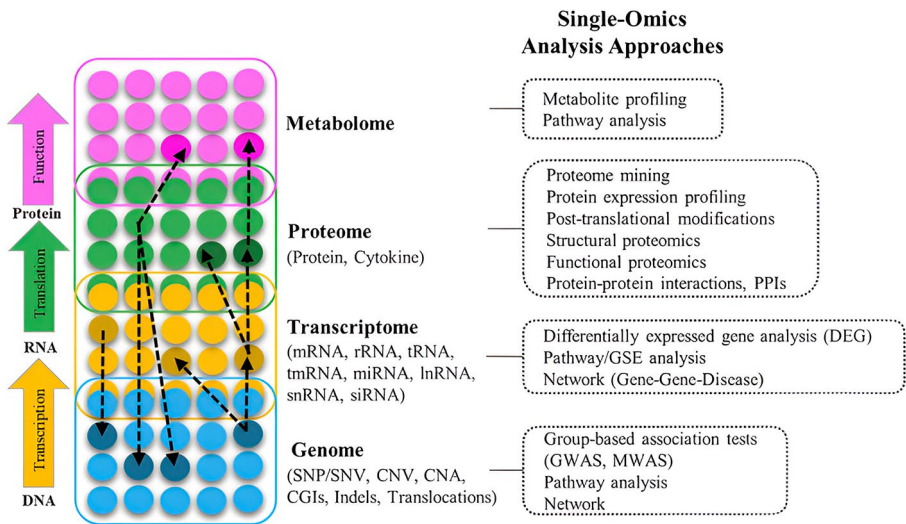 Single-Omics
Analysis Approaches
Function
Protein
Translation
RNA
Transcription
DNA
Metabolome
Metabolite profiling
Pathway analysis
Proteome
(Protein, Cytokine)
Proteome mining
Protein expression profiling
Post-translational modifications
Structural proteomics
Functional proteomics
Protein-protein interactions, PPIs
Transcriptome
(mRNA, rRNA, tRNA,
tmRNA, miRNA, lnRNA,
snRNA, siRNA)
Differentially expressed gene analysis (DEG)
Pathway/GSE analysis
Network (Gene-Gene-Disease)
Genome
(SNP/SNV, CNV, CNA,
CGIs, Indels, Translocations)
Group-based association tests
(GWAS, MWAS)
Pathway analysis
Network